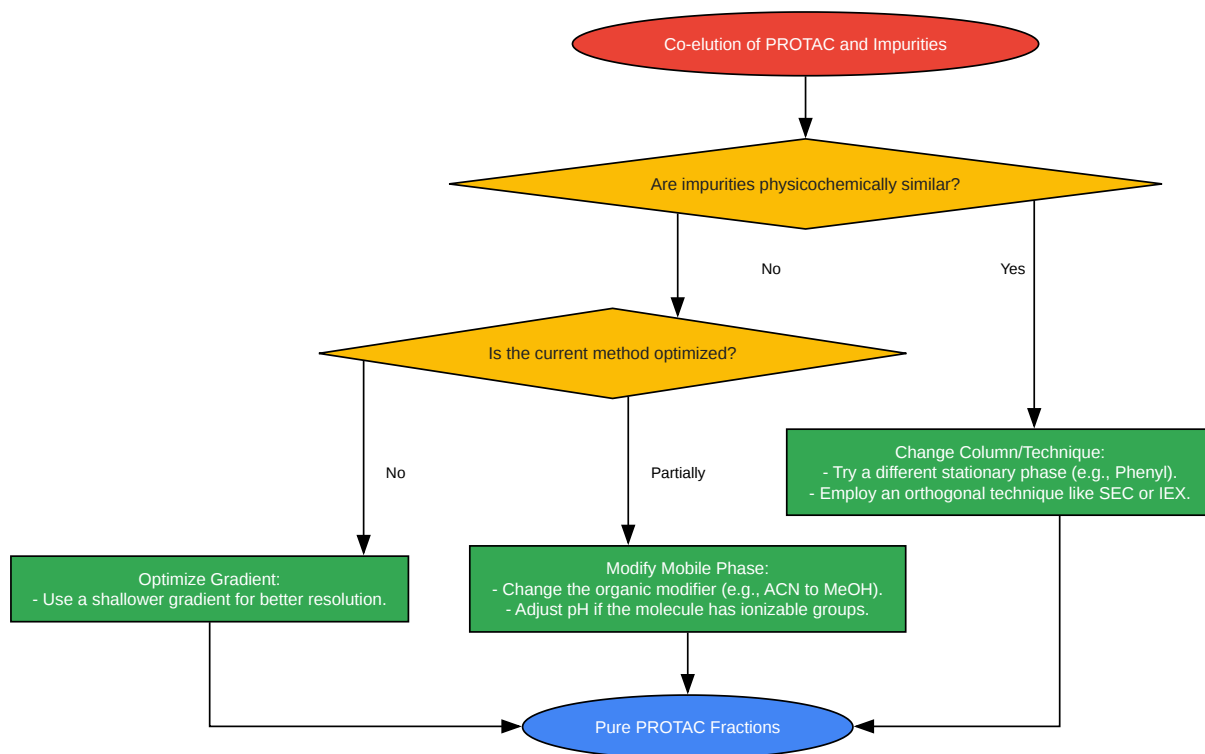 Co-elution of PROTAC and Impurities
Are impurities physicochemically similar?
No
Yes
Is the current method optimized?
No
Partially
Change Column/Technique:
- Try a different stationary phase (e.g., Phenyl).
- Employ an orthogonal technique like SEC or IEX.
Optimize Gradient:
- Use a shallower gradient for better resolution.
Modify Mobile Phase:
- Change the organic modifier (e.g., ACN to MeOH).
- Adjust pH if the molecule has ionizable groups.
Pure PROTAC Fractions